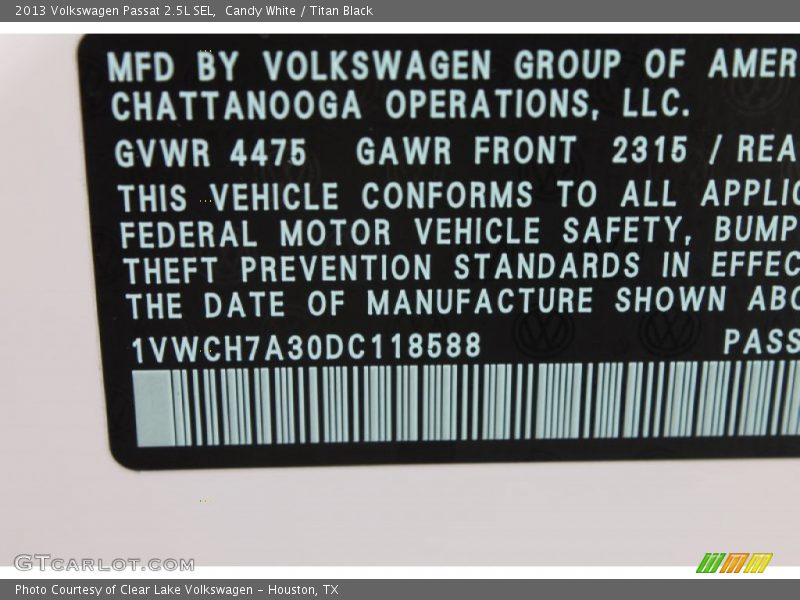 2013 Volkswagen Passat 2.5L SEL,  Candy White / Titan Black
MFD BY VOLKSWAGEN GROUP OF AMER
CHATTANOOGA OPERATIONS, LLC.
GVWR 4475  GAWR FRONT  2315 / REA
THIS VEHICLE CONFORMS TO ALL APPLIC
FEDERAL MOTOR VEHICLE SAFETY, BUMP
THEFT PREVENTION STANDARDS IN EFFEC
THE DATE OF MANUFACTURE SHOWN ABO
1VWCH7A30DC118588  PASS
GTCARLOT.COM
Photo Courtesy of Clear Lake Volkswagen – Houston, TX